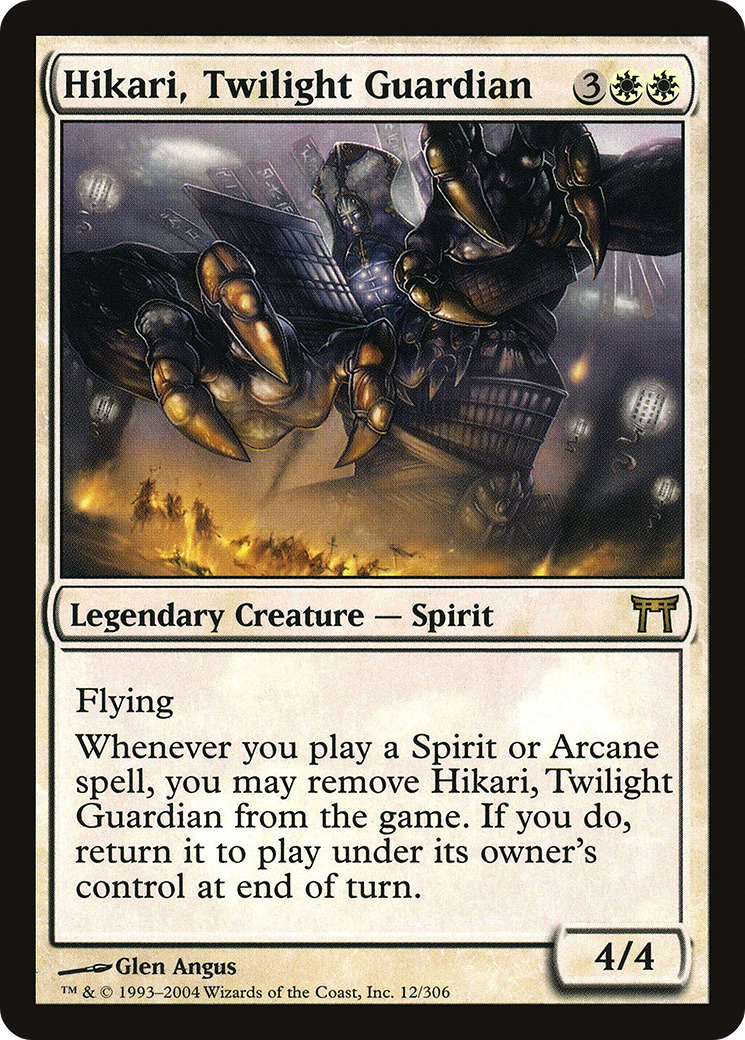 Hikari, Twilight Guardian 3
Legendary Creature — Spirit
Flying
Whenever you play a Spirit or Arcane
spell, you may remove Hikari, Twilight
Guardian from the game. If you do,
return it to play under its owner's
control at end of turn.
4/4
Glen Angus
™ & © 1993–2004 Wizards of the Coast, Inc. 12/306